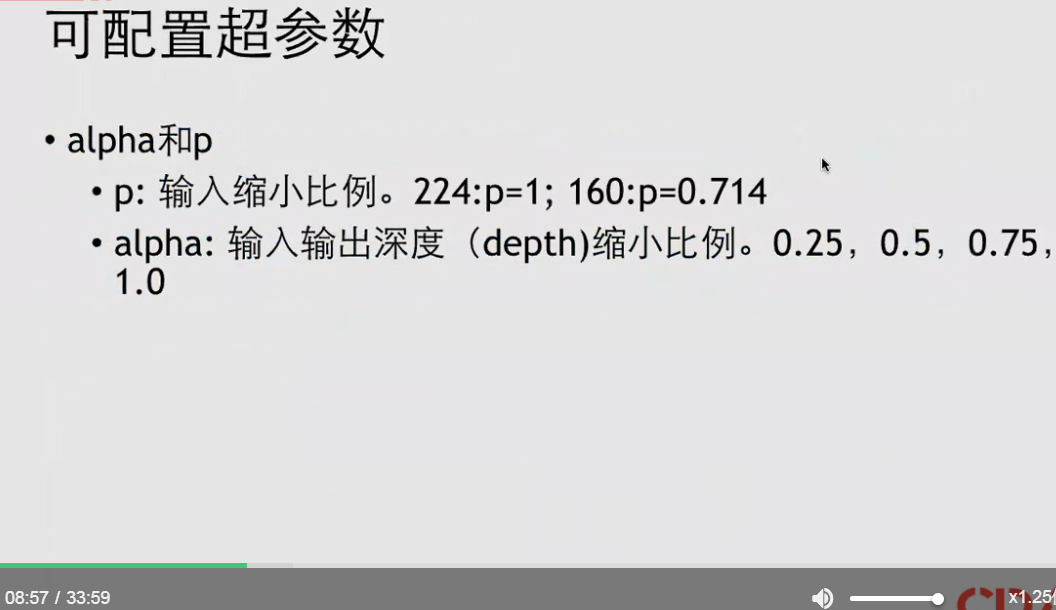 可配置超参数
• alpha和p
• p: 输入缩小比例。224:p=1; 160:p=0.714
• alpha: 输入输出深度（depth)缩小比例。0.25，0.5，0.75，
1.0
08:57 / 33:59
x1.25